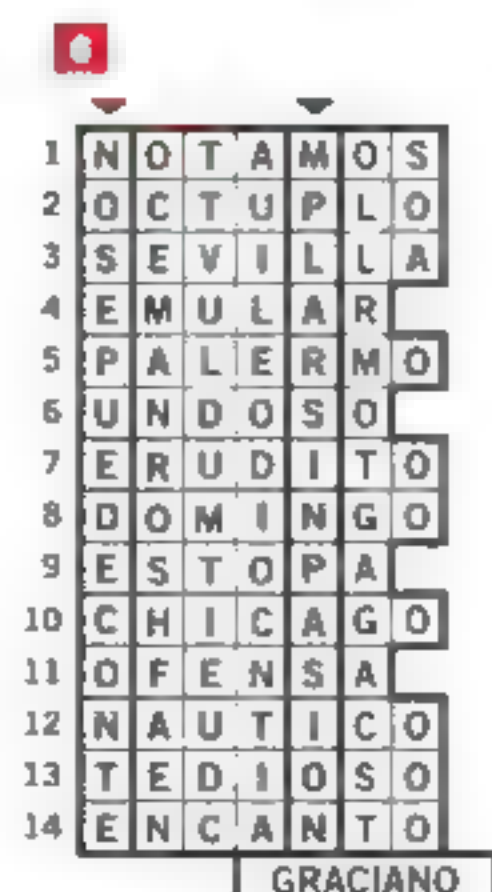 6
1 NOTAMOS
2 OCTUPLO
3 SEVILLA
4 EMULAR
5 PALERMO
6 UNDOSO
7 ERUDITO
8 DOMINGO
9 ESTOPA
10 CHICAGO
11 OFENSA
12 NAUTICO
13 TEDIOSO
14 ENCANTO
GRACIANO